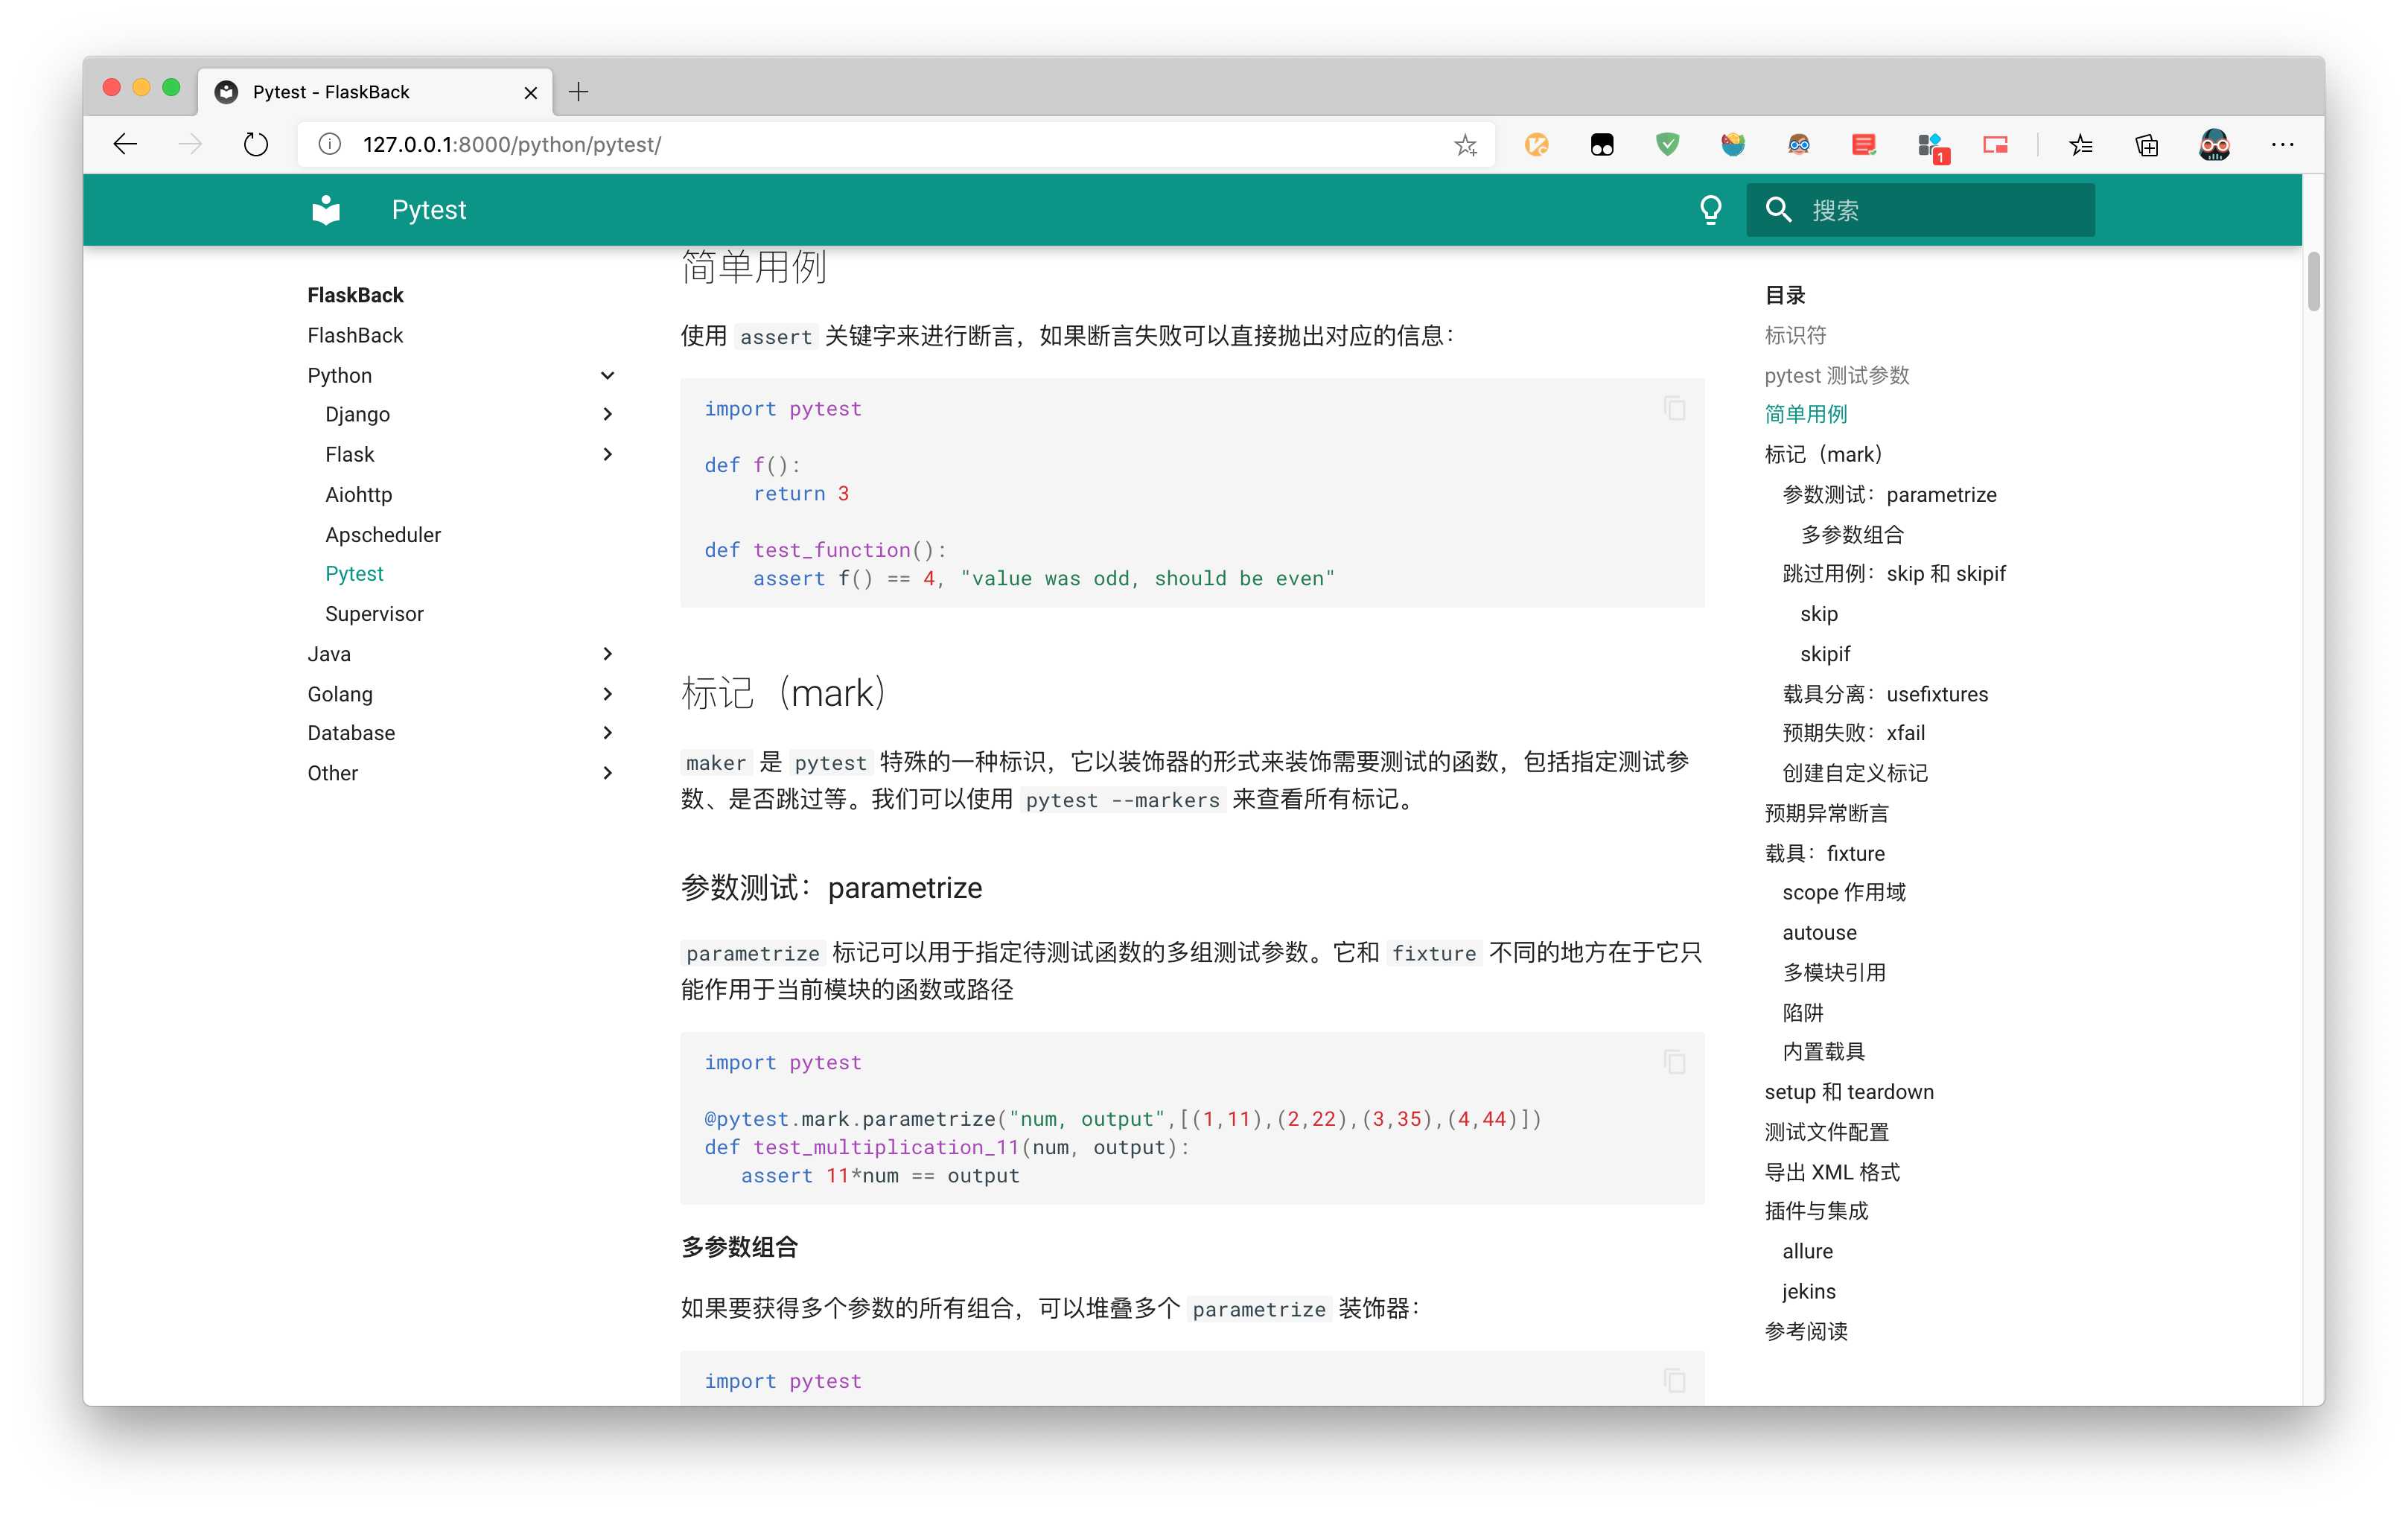 Pytest - FlaskBack
127.0.0.1:8000/python/pytest/
1
Pytest
搜索
FlaskBack
FlashBack
Python
Django
Flask
Aiohttp
Apscheduler
Pytest
Supervisor
Java
Golang
Database
Other
简单用例
使用 assert 关键字来进行断言，如果断言失败可以直接抛出对应的信息：
import pytest
def f():
    return 3
def test_function():
    assert f() == 4, "value was odd, should be even"
标记（mark）
maker 是 pytest 特殊的一种标识，它以装饰器的形式来装饰需要测试的函数，包括指定测试参
数、是否跳过等。我们可以使用 pytest --markers 来查看所有标记。
参数测试：parametrize
parametrize 标记可以用于指定待测试函数的多组测试参数。它和 fixture 不同的地方在于它只
能作用于当前模块的函数或路径
import pytest
@pytest.mark.parametrize("num, output",[(1,11),(2,22),(3,35),(4,44)])
def test_multiplication_11(num, output):
   assert 11*num == output
多参数组合
如果要获得多个参数的所有组合，可以堆叠多个 parametrize 装饰器：
import pytest
目录
标识符
pytest 测试参数
简单用例
标记（mark）
参数测试：parametrize
多参数组合
跳过用例：skip 和 skipif
skip
skipif
载具分离：usefixtures
预期失败：xfail
创建自定义标记
预期异常断言
载具：fixture
scope 作用域
autouse
多模块引用
陷阱
内置载具
setup 和 teardown
测试文件配置
导出 XML 格式
插件与集成
allure
jekins
参考阅读